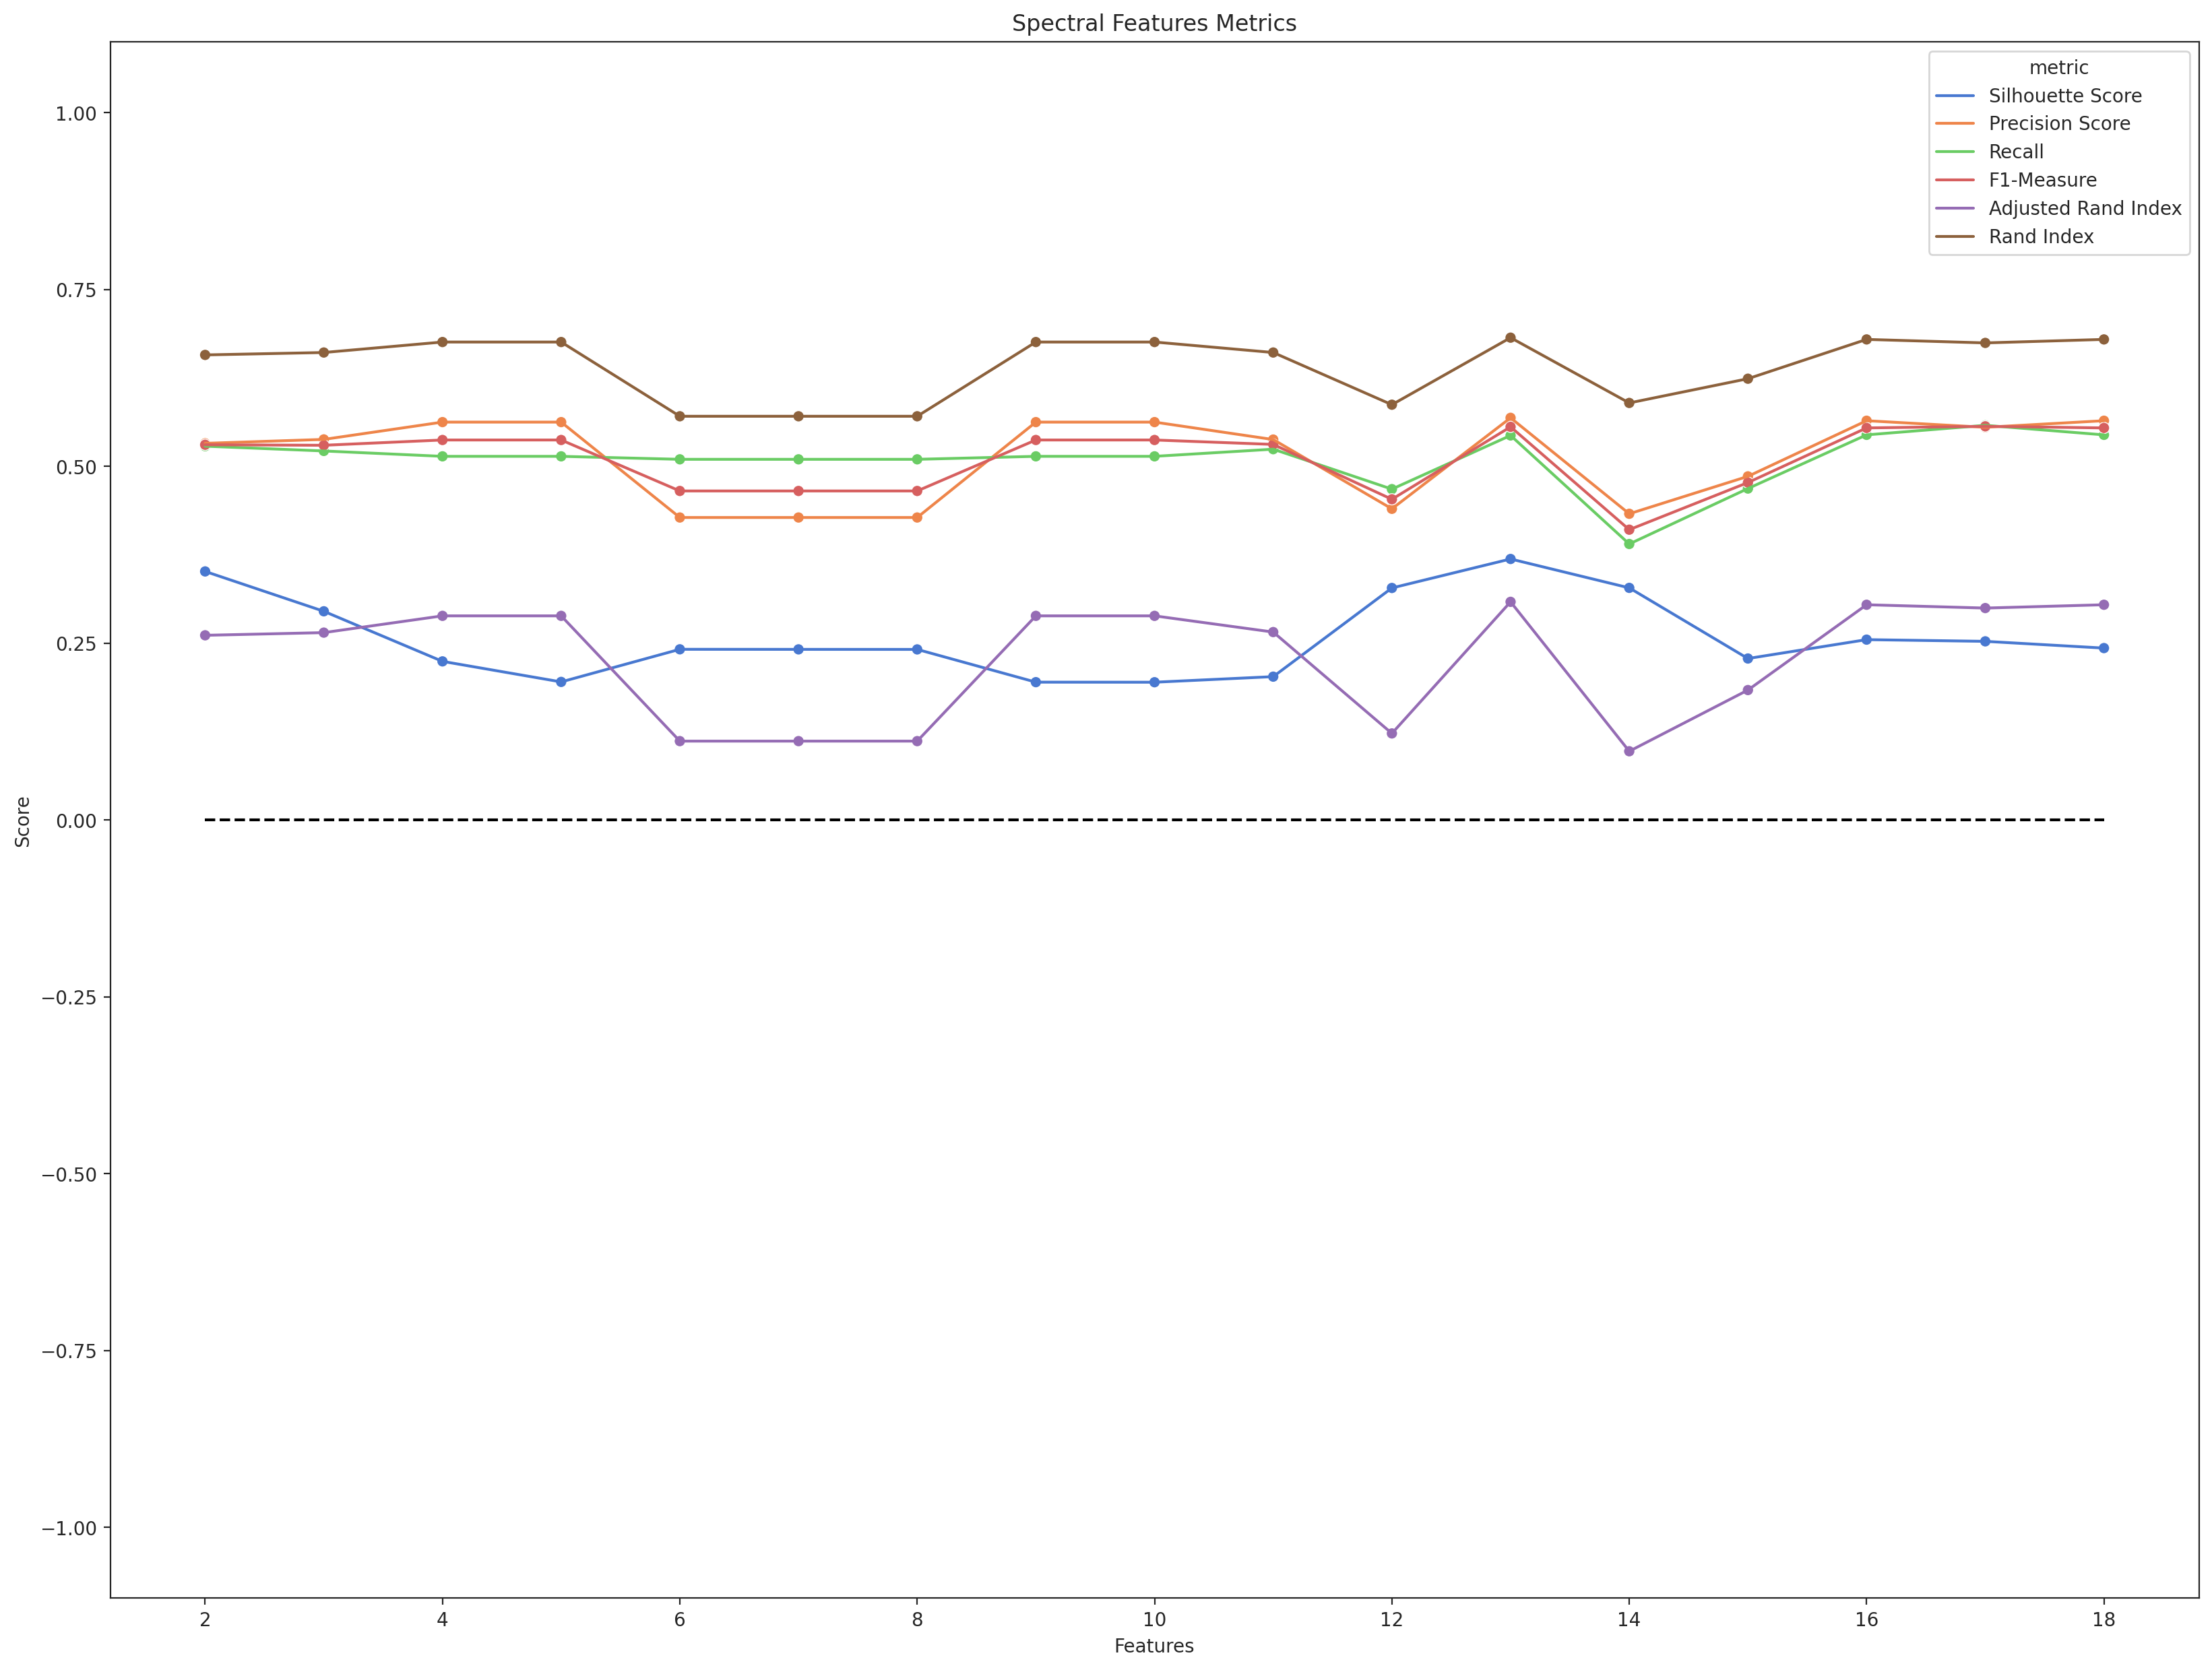 Spectral Features Metrics
metric
Silhouette Score
Precision Score
Recall
F1-Measure
Adjusted Rand Index
Rand Index
1.00
0.75
0.50
0.25
0.00
−0.25
−0.50
−0.75
−1.00
Score
2 4 6 8 10 12 14 16 18
Features